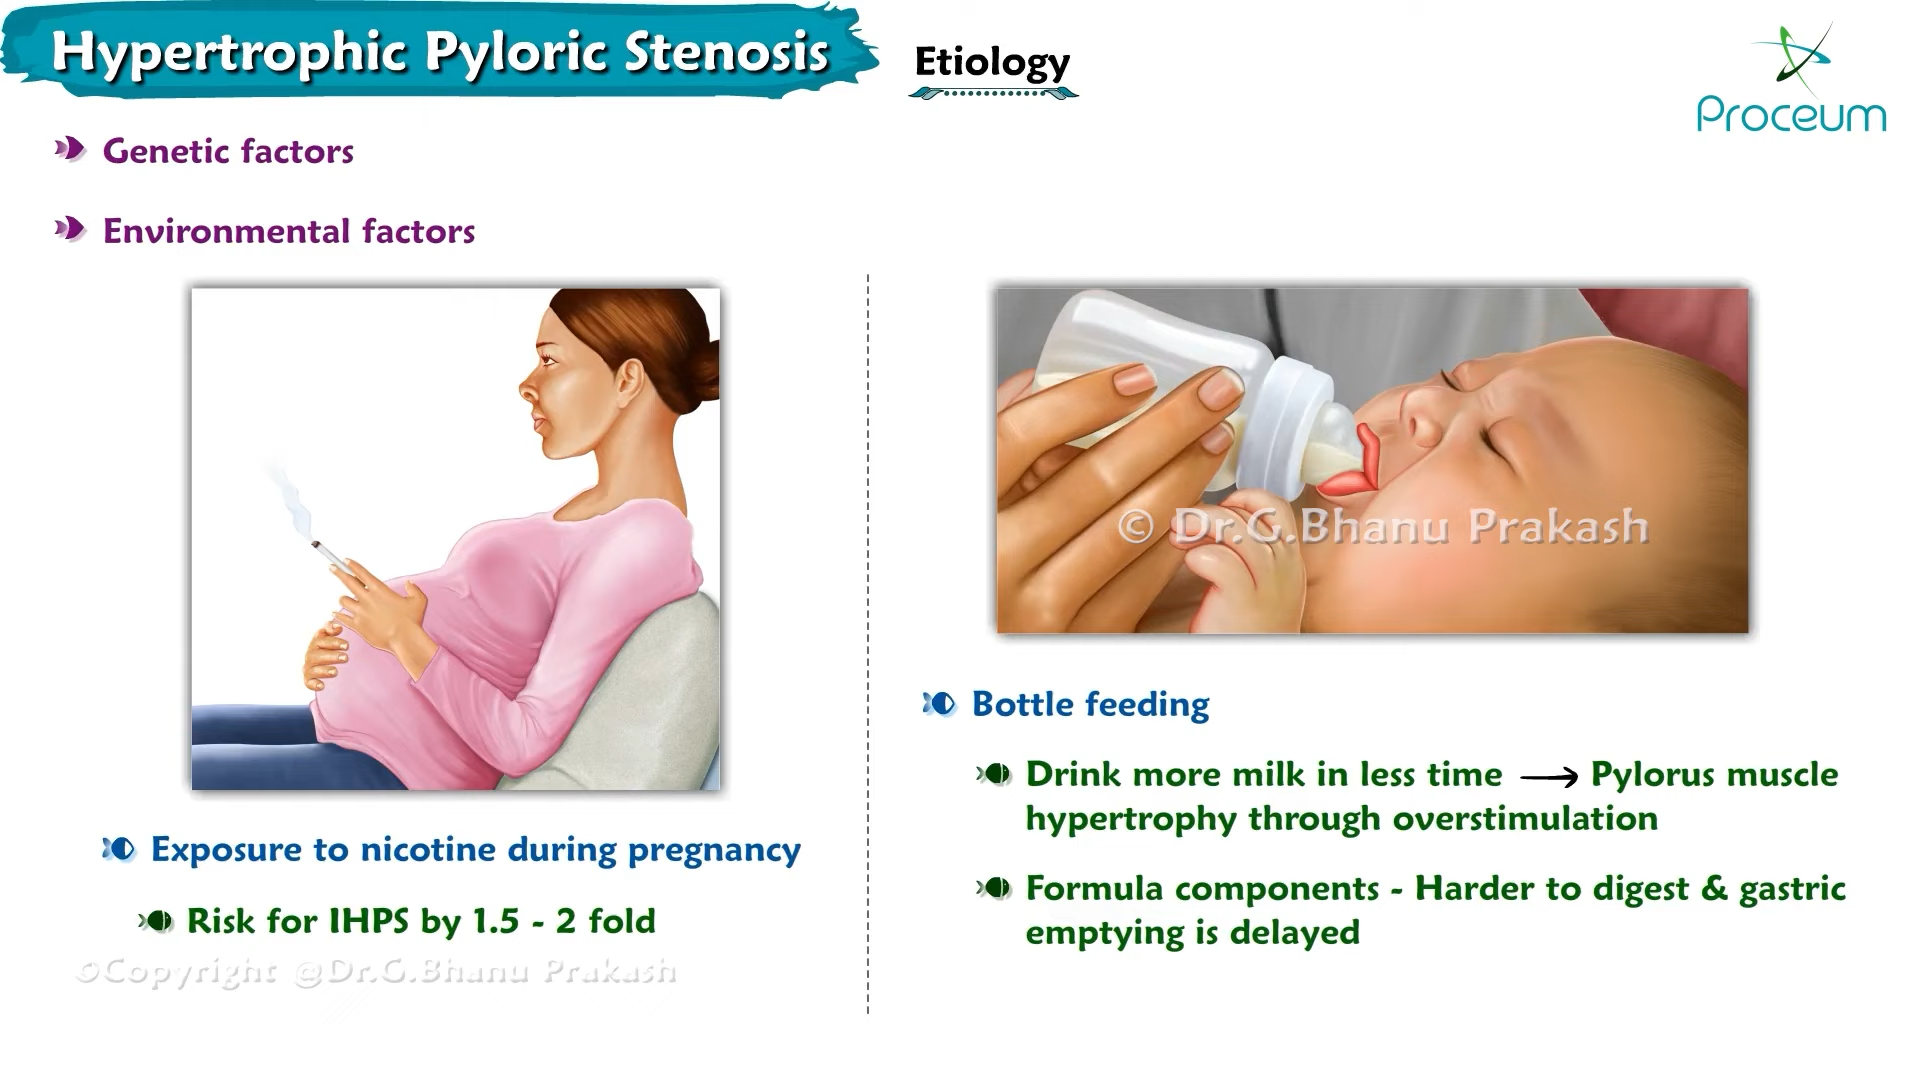 Hypertrophic Pyloric Stenosis
Etiology
Proceum
Genetic factors
Environmental factors
© Dr.G.Bhanu Prakash
Exposure to nicotine during pregnancy
Risk for IHPS by 1.5 - 2 fold
©Copyright @Dr.G.Bhanu Prakash
Bottle feeding
Drink more milk in less time → Pylorus muscle
hypertrophy through overstimulation
Formula components - Harder to digest & gastric
emptying is delayed